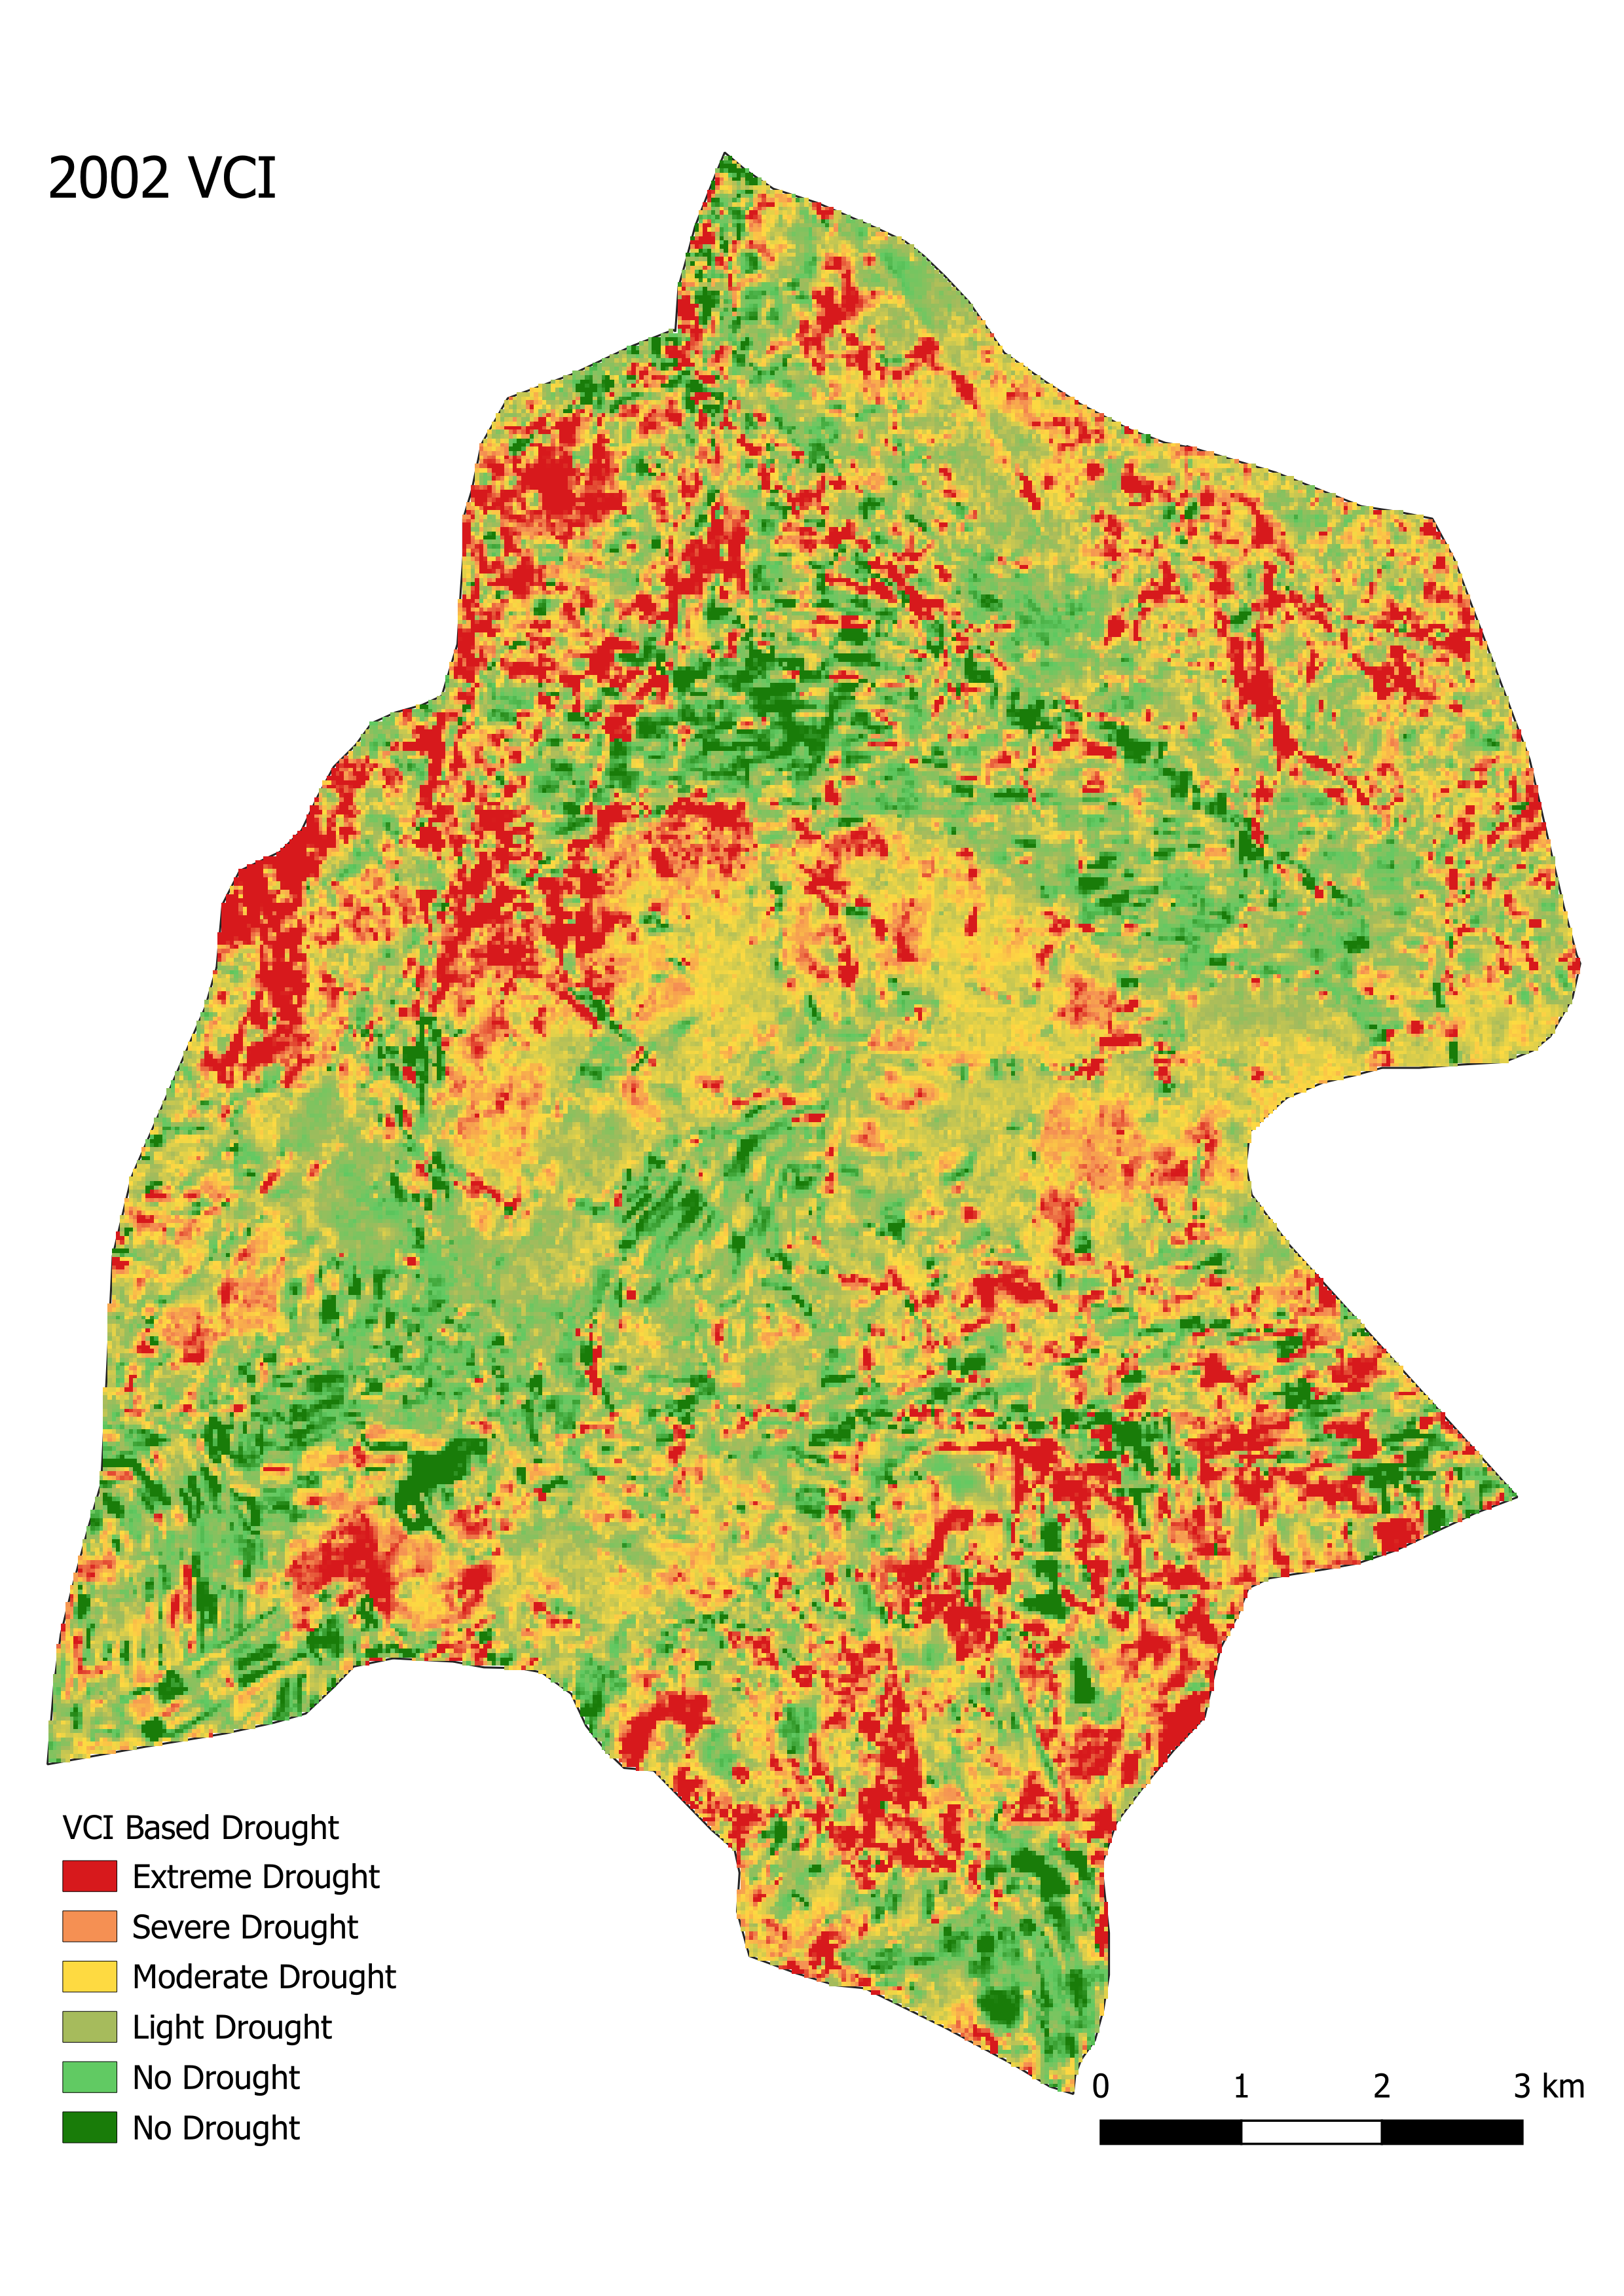 2002 VCI
VCI Based Drought
Extreme Drought
Severe Drought
Moderate Drought
Light Drought
No Drought
No Drought
0 1 2 3 km